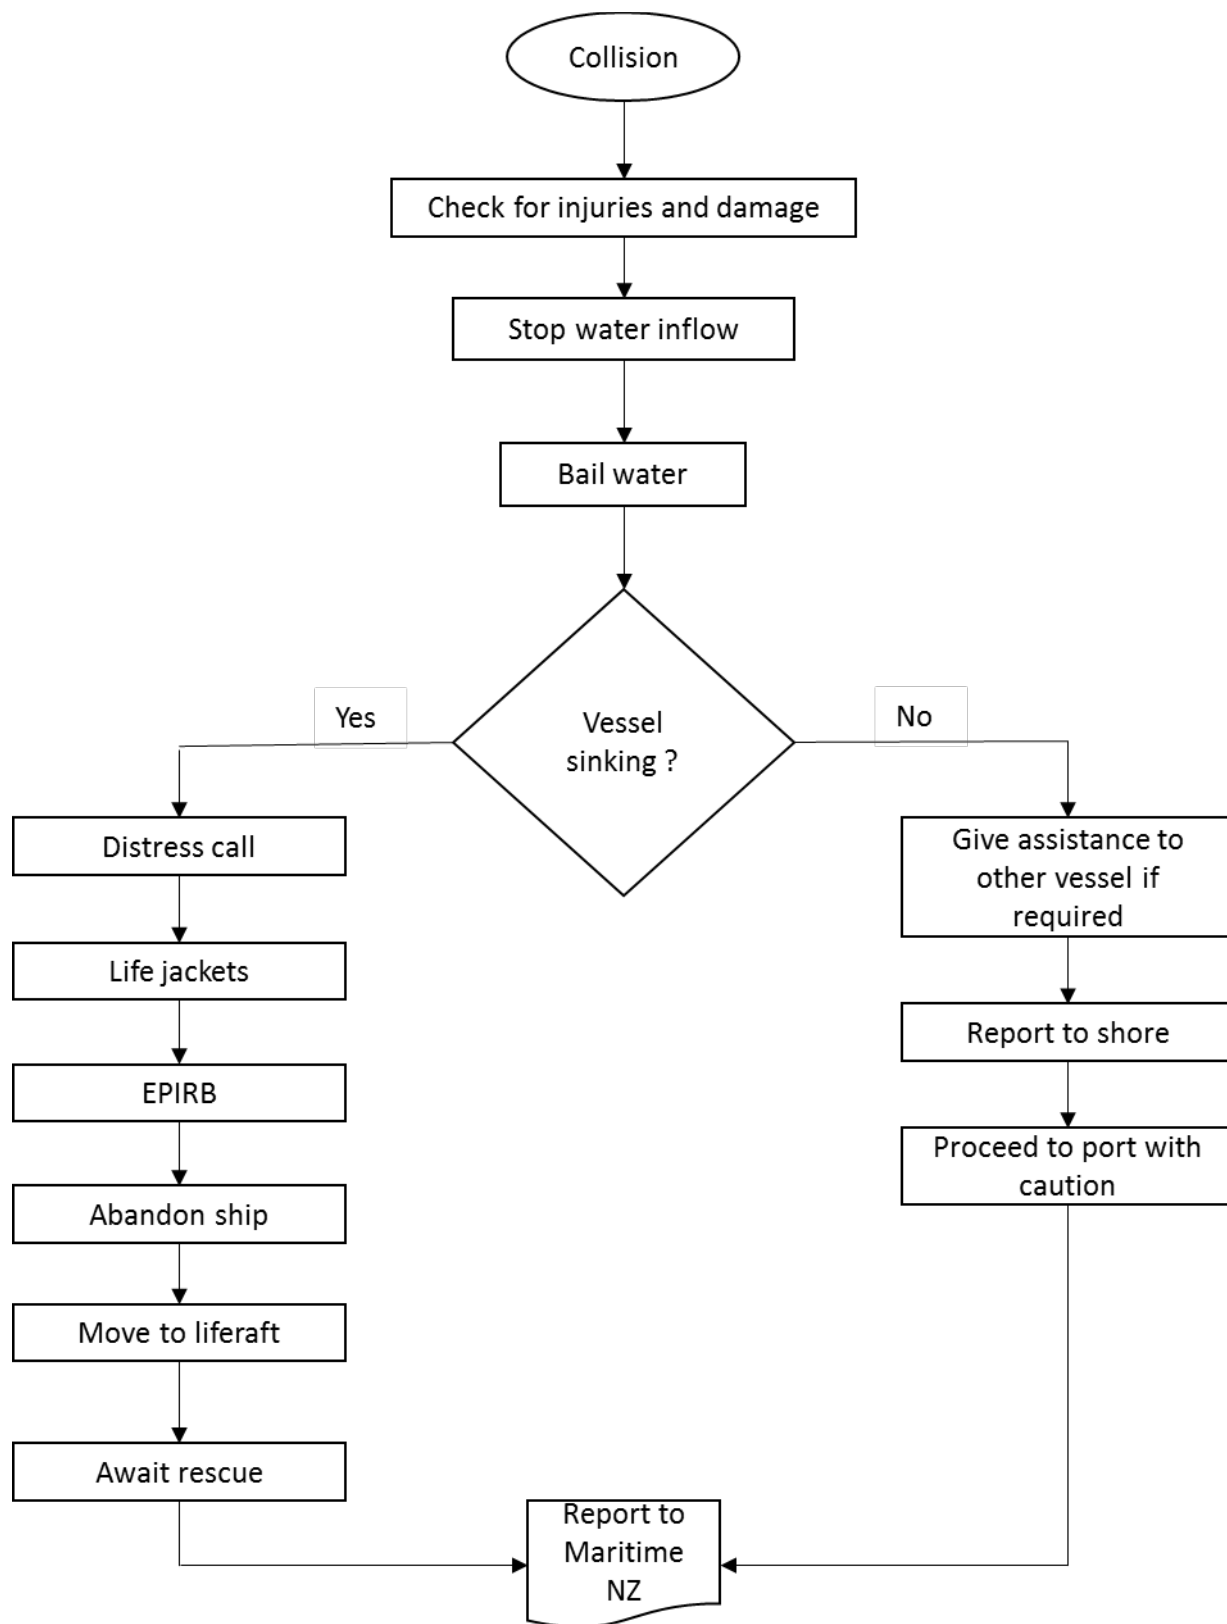 Collision
Check for injuries and damage
Stop water inflow
Bail water
Vessel
sinking ?
Yes
Distress call
Life jackets
EPIRB
Abandon ship
Move to liferaft
Await rescue
No
Give assistance to
other vessel if
required
Report to shore
Proceed to port with
caution
Report to
Maritime
NZ